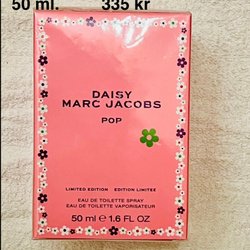 50 ml. 335 kr
DAISY
MARC JACOBS
POP
LIMITED EDITION · EDITION LIMITÉE
EAU DE TOILETTE SPRAY
EAU DE TOILETTE VAPORISATEUR
50 ml ℮ 1.6 FL OZ